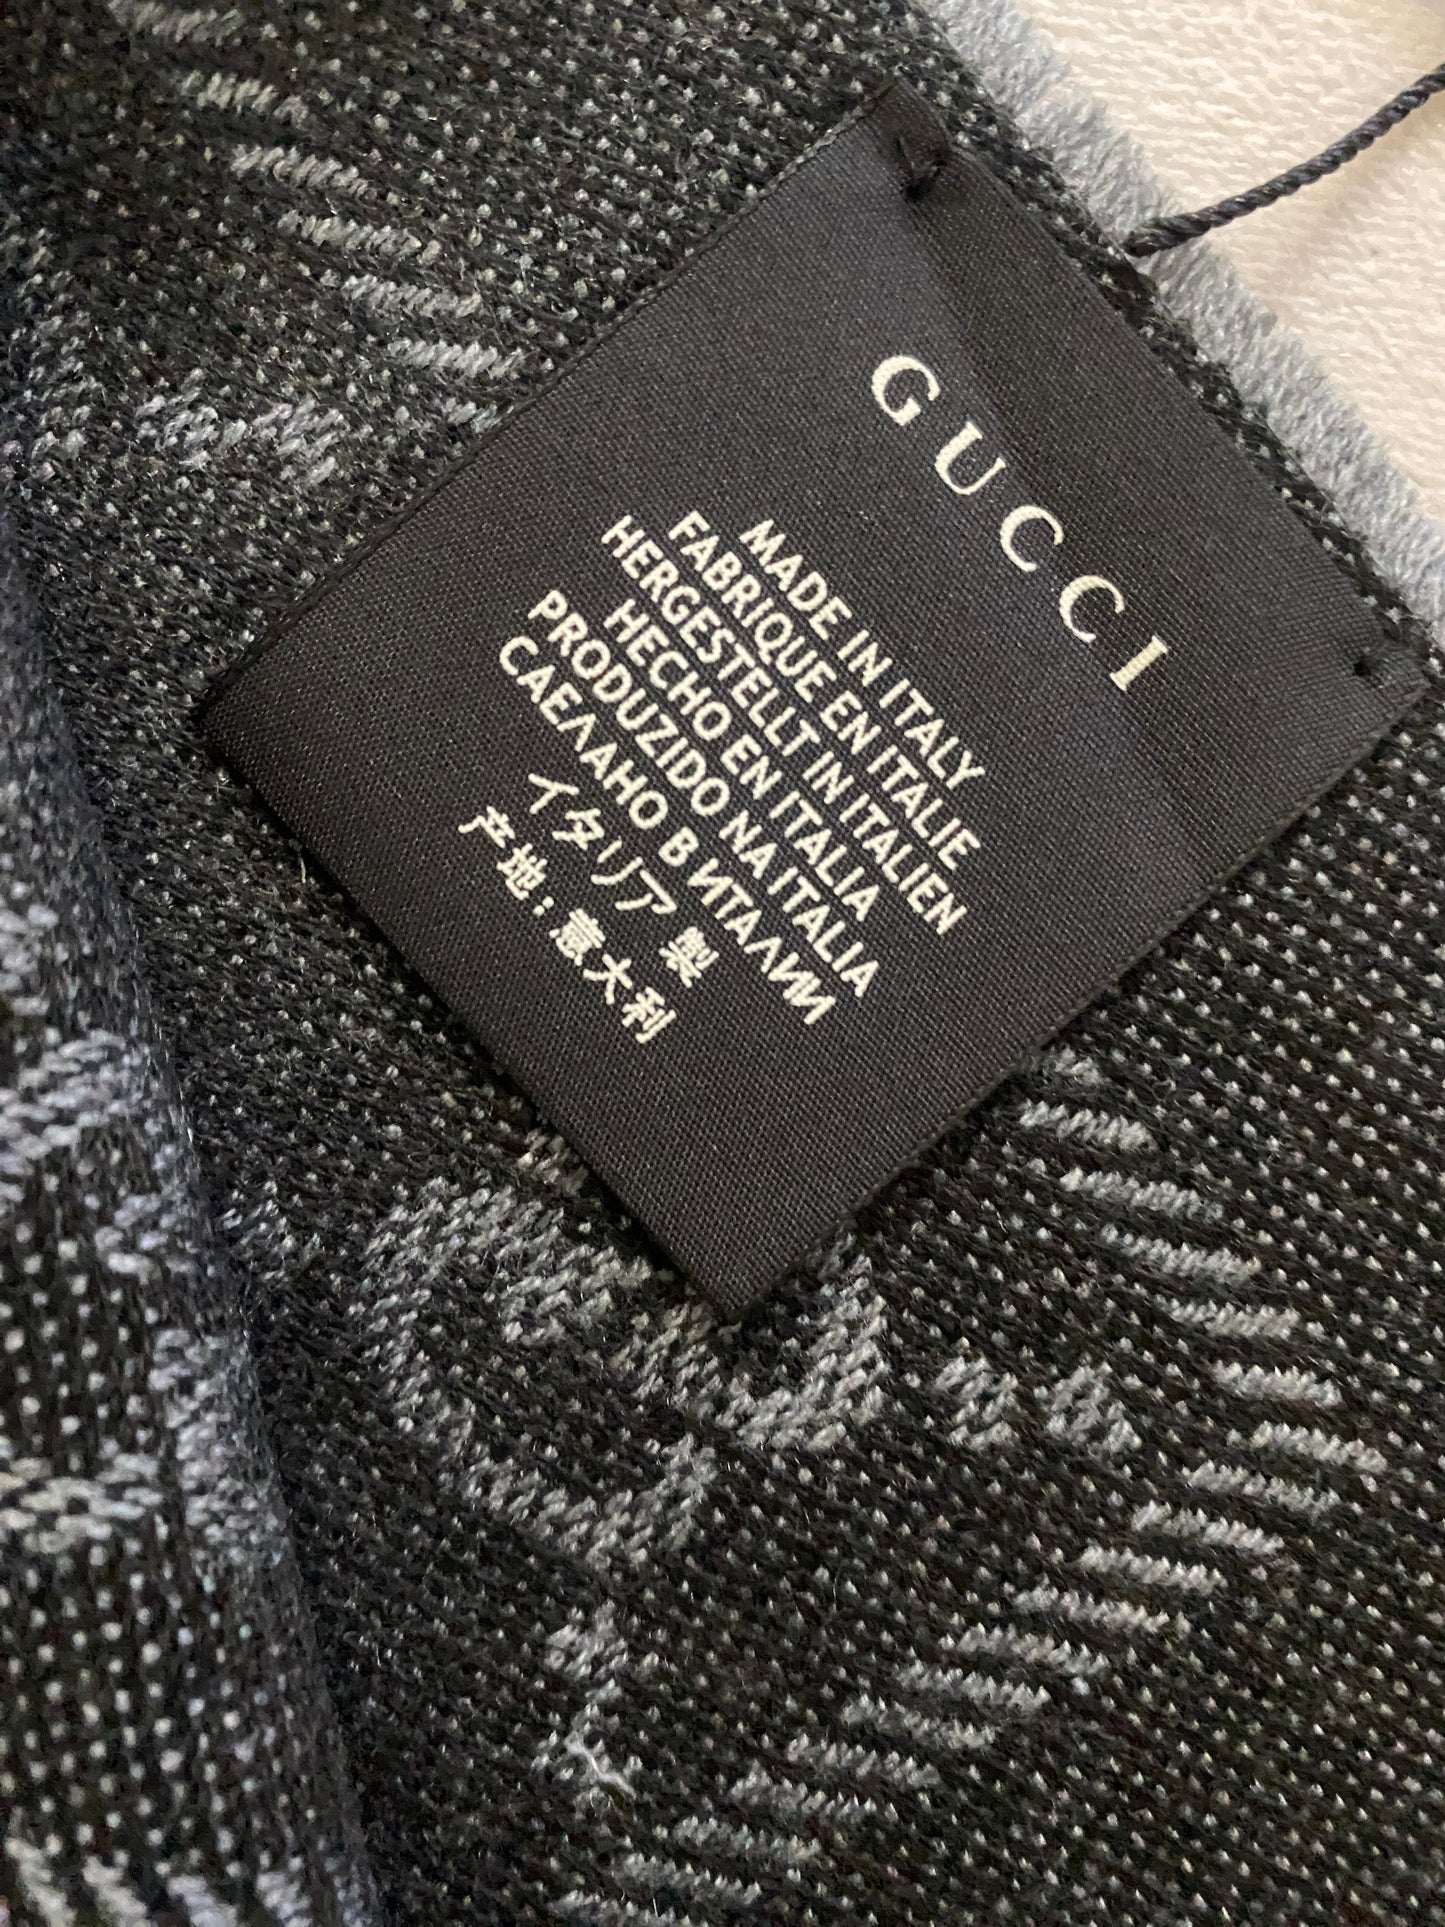 GUCCI
MADE IN ITALY
FABRIQUE EN ITALIE
HERGESTELLT IN ITALIEN
HECHO EN ITALIA
PRODUZIDO NA ITALIA
СДЕЛАНО В ИТАЛИИ
イタリア 製
产地:意大利